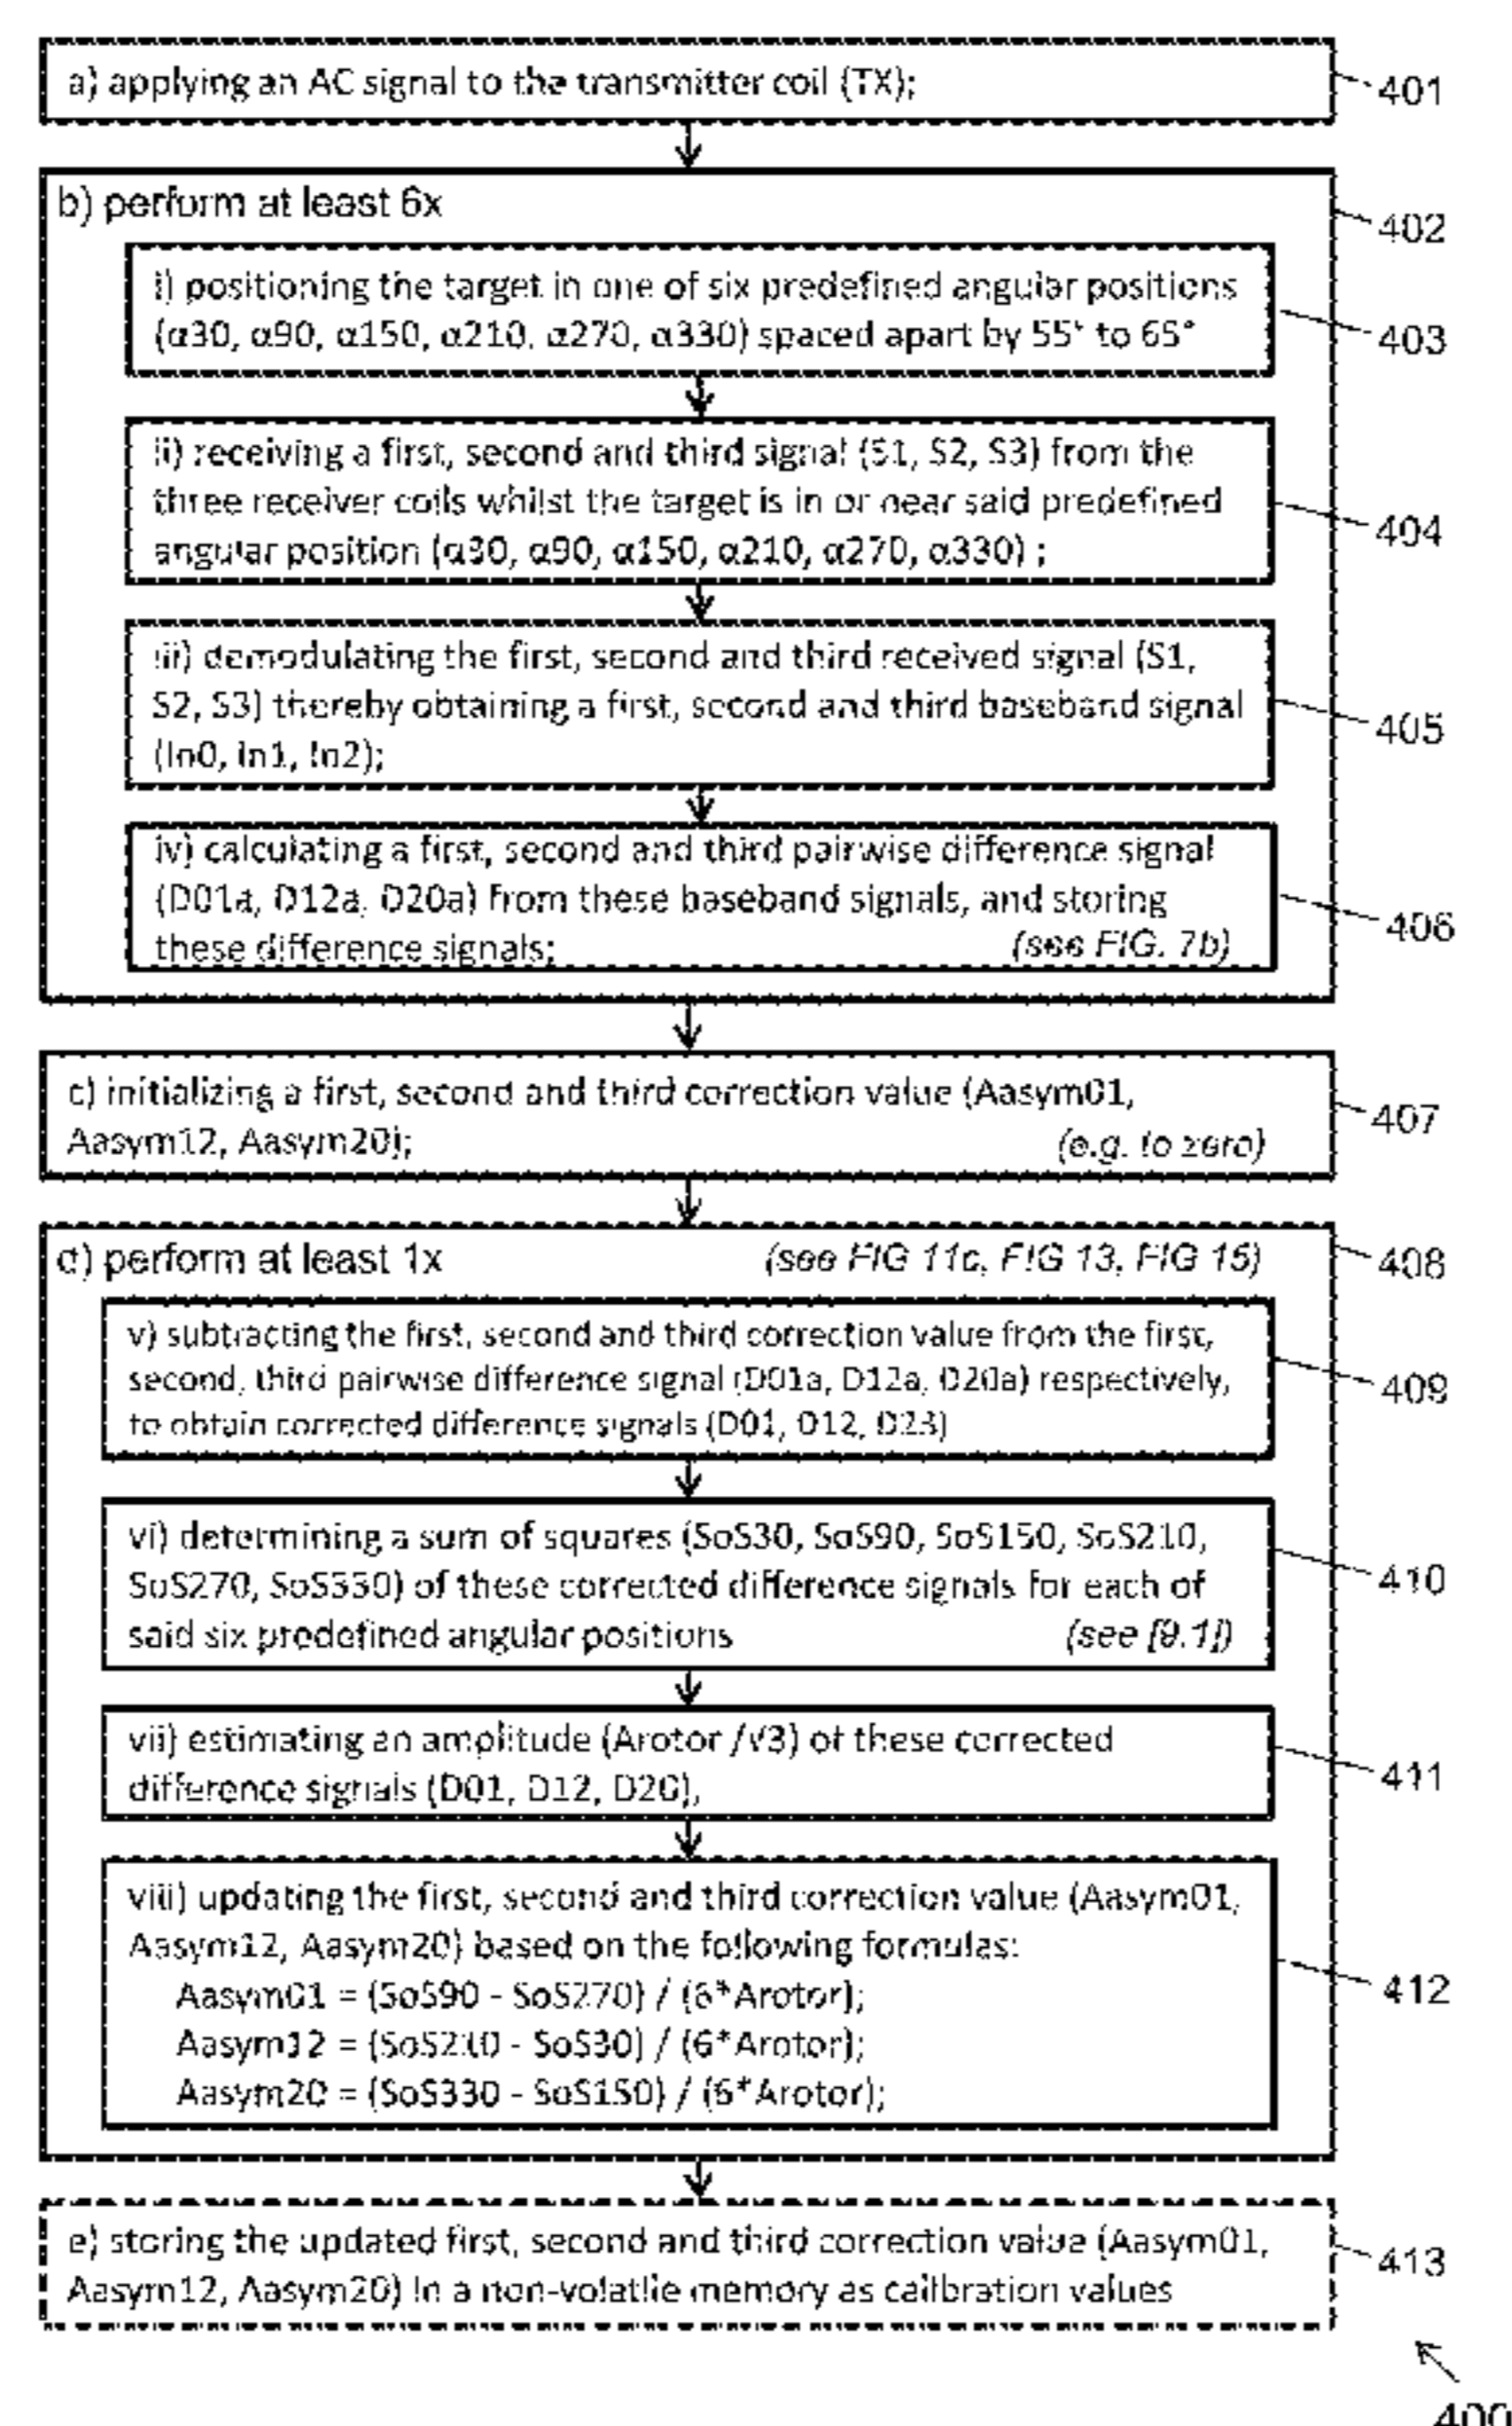 a) applying an AC signal to the transmitter coil (TX);
401
b) perform at least 6x
402
i) positioning the target in one of six predefined angular positions
(α30, α90, α150, α210, α270, α330) spaced apart by 55° to 65°
403
ii) receiving a first, second and third signal (S1, S2, S3) from the
three receiver coils whilst the target is in or near said predefined
angular position (α30, α90, α150, α210, α270, α330) ;
404
iii) demodulating the first, second and third received signal (S1,
S2, S3) thereby obtaining a first, second and third baseband signal
(In0, In1, In2);
405
iv) calculating a first, second and third pairwise difference signal
(D01a, D12a, D20a) from these baseband signals, and storing
these difference signals; (see FIG. 7b)
406
c) initializing a first, second and third correction value (Aasym01,
Aasym12, Aasym20); (e.g. to zero)
407
d) perform at least 1x (see FIG 11c, FIG 13, FIG 15)
408
v) subtracting the first, second and third correction value from the first,
second, third pairwise difference signal (D01a, D12a, D20a) respectively,
to obtain corrected difference signals (D01, D12, D23)
409
vi) determining a sum of squares (SoS30, SoS90, SoS150, SoS210,
SoS270, SoS330) of these corrected difference signals for each of
said six predefined angular positions (see [9.1])
410
vii) estimating an amplitude (Arotor /√3) of these corrected
difference signals (D01, D12, D20),
411
viii) updating the first, second and third correction value (Aasym01,
Aasym12, Aasym20) based on the following formulas:
Aasym01 = (SoS90 - SoS270) / (6*Arotor);
Aasym12 = (SoS210 - SoS30) / (6*Arotor);
Aasym20 = (SoS330 - SoS150) / (6*Arotor);
412
e) storing the updated first, second and third correction value (Aasym01,
Aasym12, Aasym20) in a non-volatile memory as calibration values
413
400